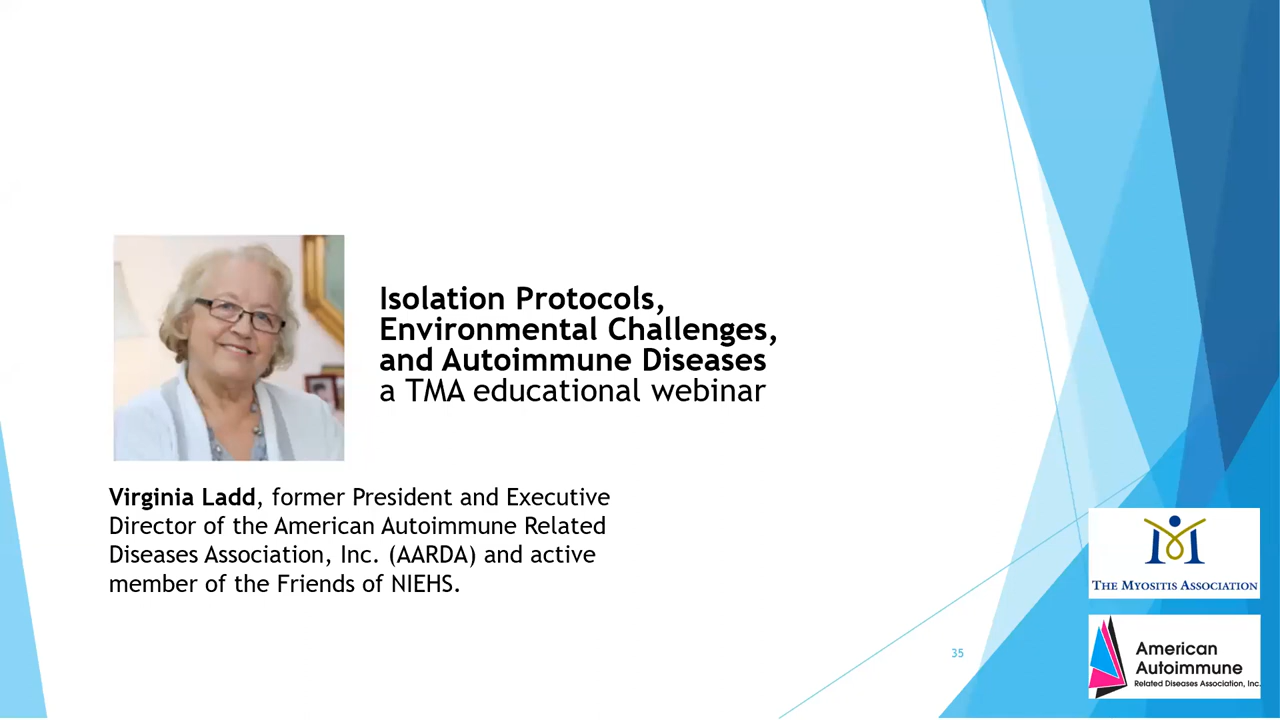 Isolation Protocols,
Environmental Challenges,
and Autoimmune Diseases
a TMA educational webinar
Virginia Ladd, former President and Executive
Director of the American Autoimmune Related
Diseases Association, Inc. (AARDA) and active
member of the Friends of NIEHS.
THE MYOSITIS ASSOCIATION
35
American
Autoimmune
Related Diseases Association, Inc.